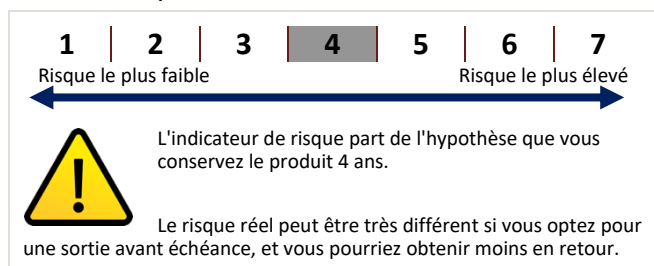 1 2 3 4 5 6 7
Risque le plus faible Risque le plus élevé
L'indicateur de risque part de l'hypothèse que vous
conservez le produit 4 ans.
Le risque réel peut être très différent si vous optez pour
une sortie avant échéance, et vous pourriez obtenir moins en retour.